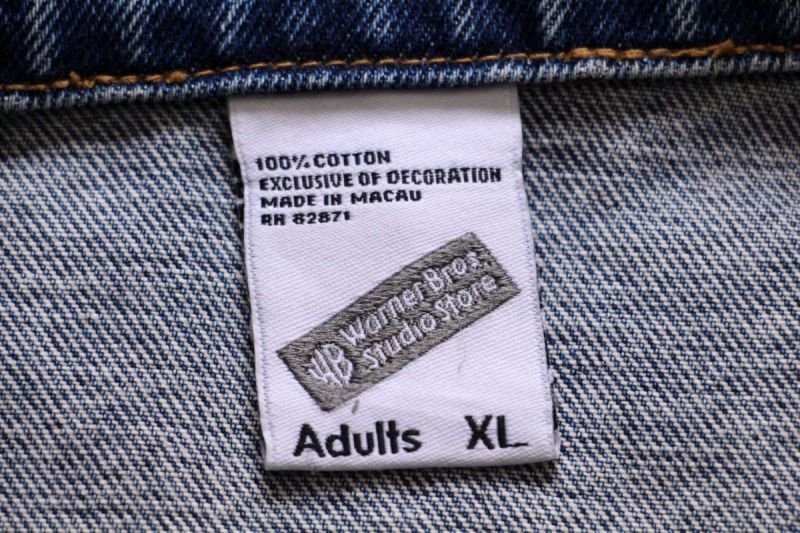 100% COTTON
EXCLUSIVE OF DECORATION
MADE IN MACAU
RN 82871
WB Warner Bros.
Studio Store
Adults XL